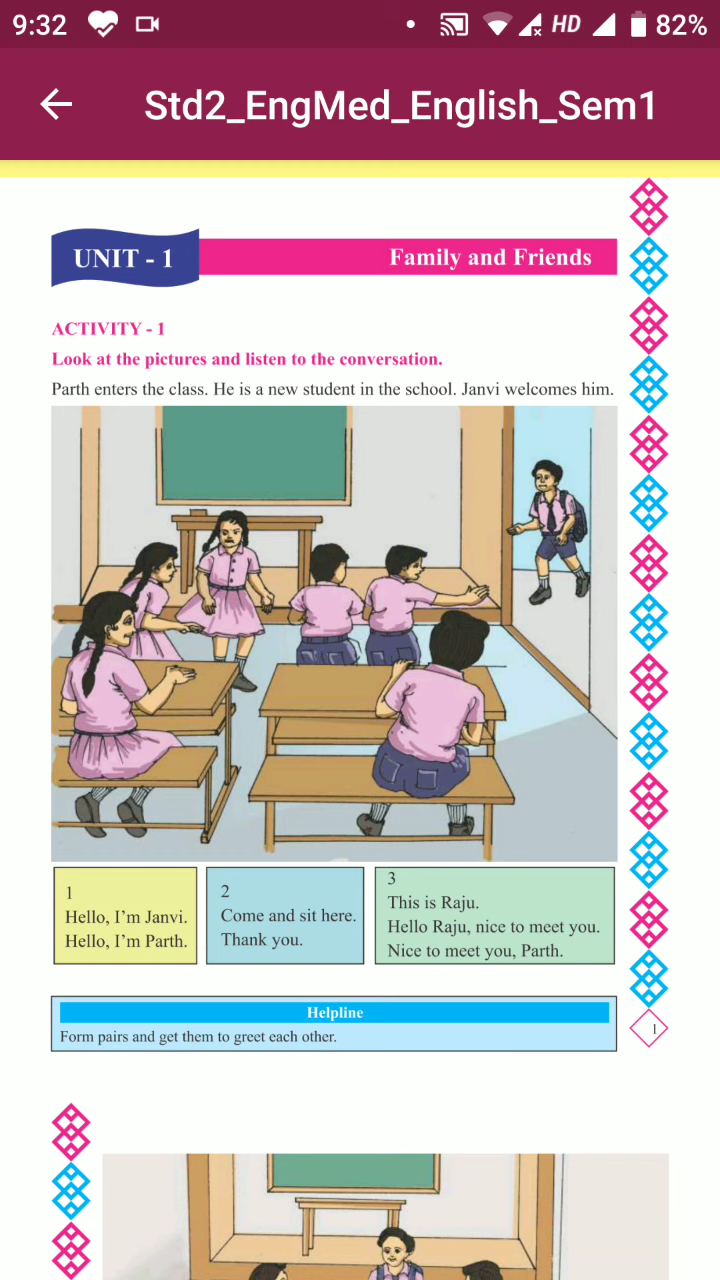 9:32 HD 82%
Std2_EngMed_English_Sem1
UNIT - 1
Family and Friends
ACTIVITY - 1
Look at the pictures and listen to the conversation.
Parth enters the class. He is a new student in the school. Janvi welcomes him.
1
Hello, I'm Janvi.
Hello, I'm Parth.
2
Come and sit here.
Thank you.
3
This is Raju.
Hello Raju, nice to meet you.
Nice to meet you, Parth.
Helpline
Form pairs and get them to greet each other.
1